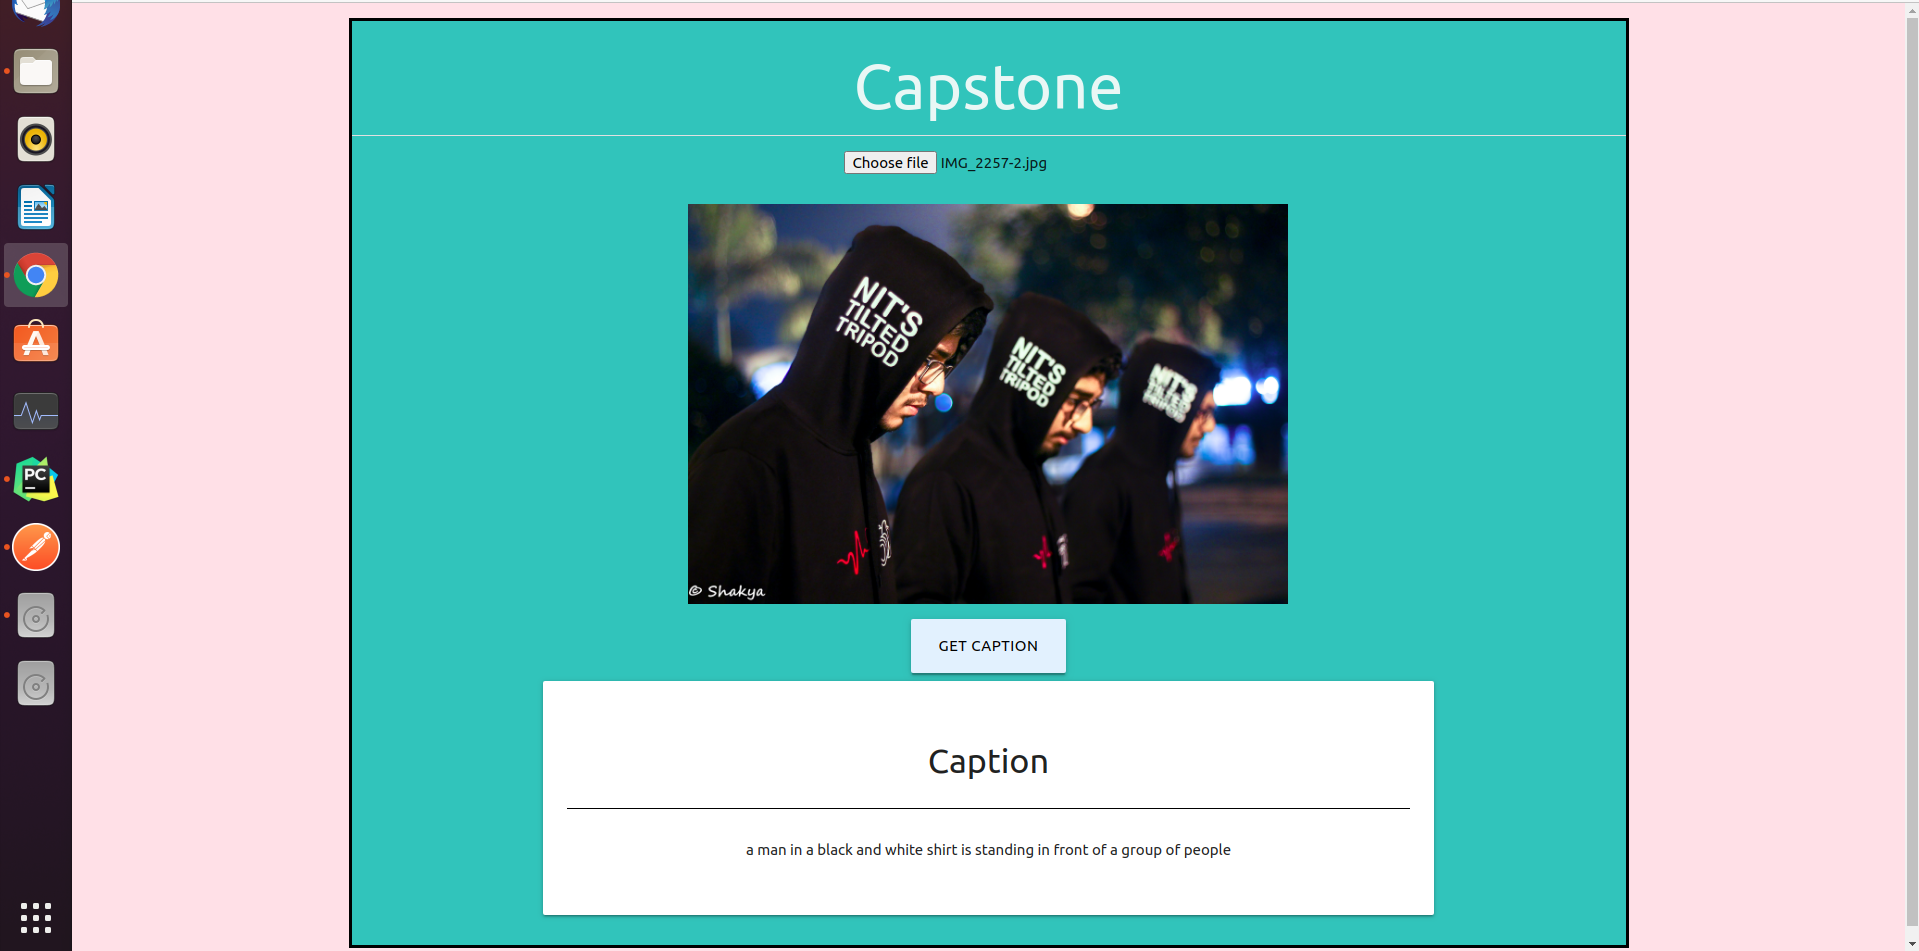 Capstone
Choose file IMG_2257-2.jpg
NIT'S
TILTED
TRIPOD
NIT'S
TILTED
TRIPOD
NIT'S
TILTED
TRIPOD
© Shakya
GET CAPTION
Caption
a man in a black and white shirt is standing in front of a group of people
PC